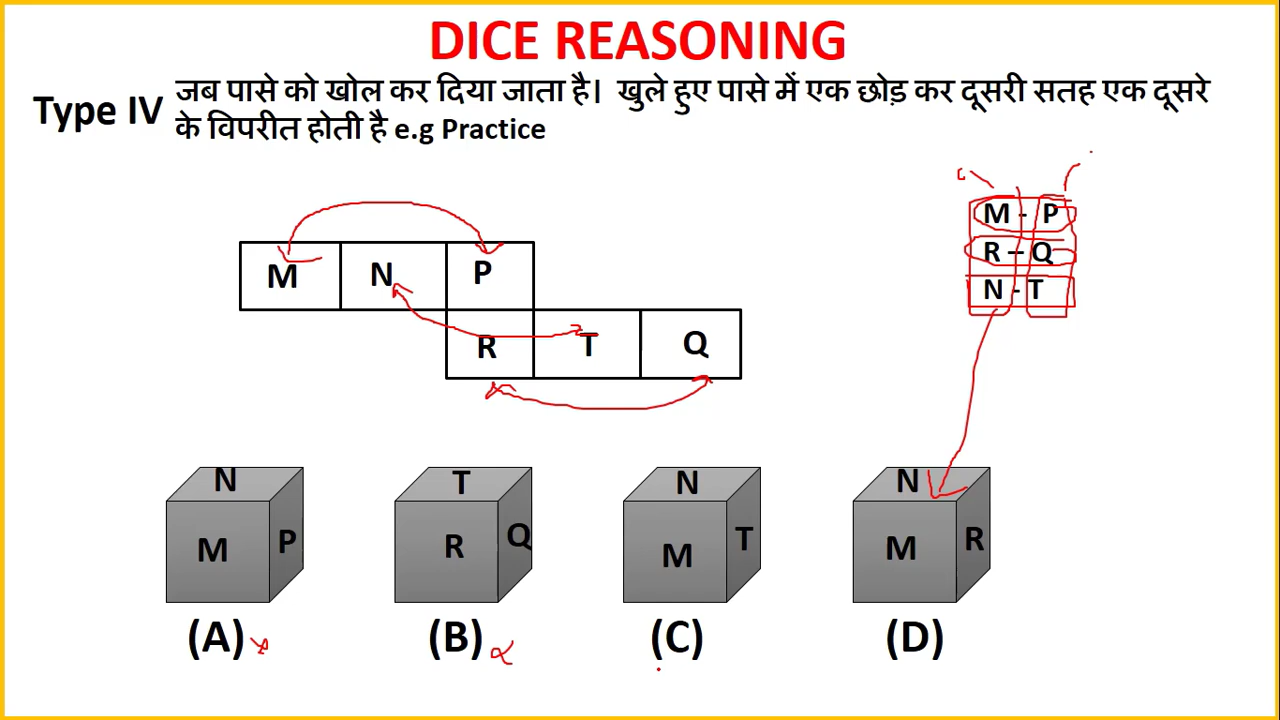 DICE REASONING
Type IV
जब पासे को खोल कर दिया जाता है। खुले हुए पासे में एक छोड़ कर दूसरी सतह एक दूसरे
के विपरीत होती है e.g Practice
M - P
R – Q
N - T
M N P
R T Q
N T N N
M P R Q M T M R
(A) (B) (C) (D)